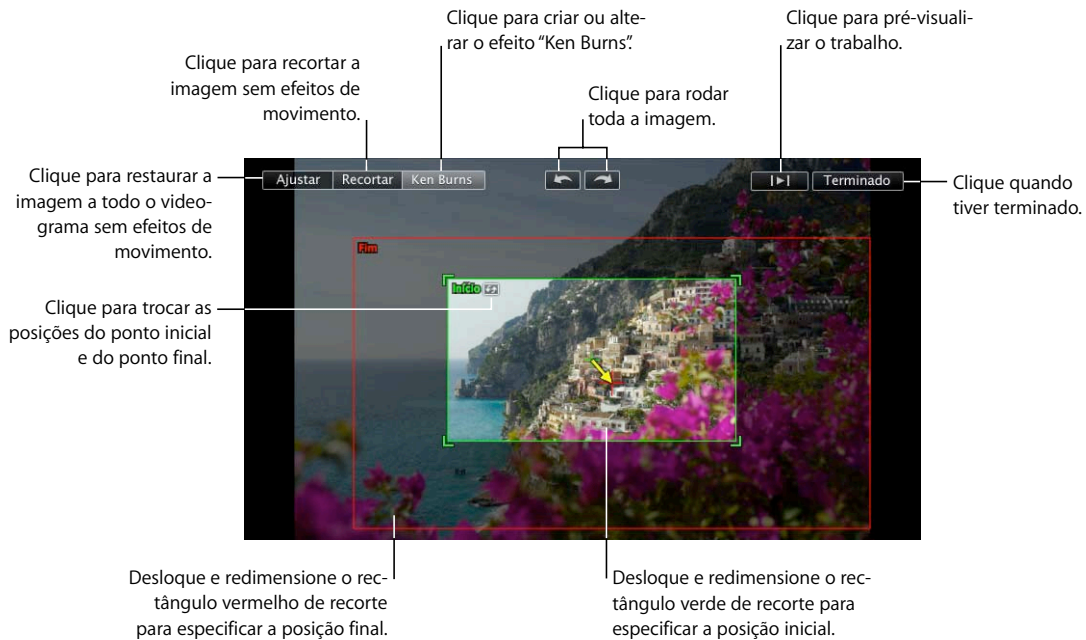 Clique para criar ou alte-
rar o efeito “Ken Burns”.
Clique para pré-visuali-
zar o trabalho.
Clique para recortar a
imagem sem efeitos de
movimento.
Clique para rodar
toda a imagem.
Clique para restaurar a
imagem a todo o video-
grama sem efeitos de
movimento.
Ajustar
Recortar
Ken Burns
Terminado
Clique quando
tiver terminado.
Fim
Início
Clique para trocar as
posições do ponto inicial
e do ponto final.
Desloque e redimensione o rec-
tângulo vermelho de recorte
para especificar a posição final.
Desloque e redimensione o rec-
tângulo verde de recorte para
especificar a posição inicial.